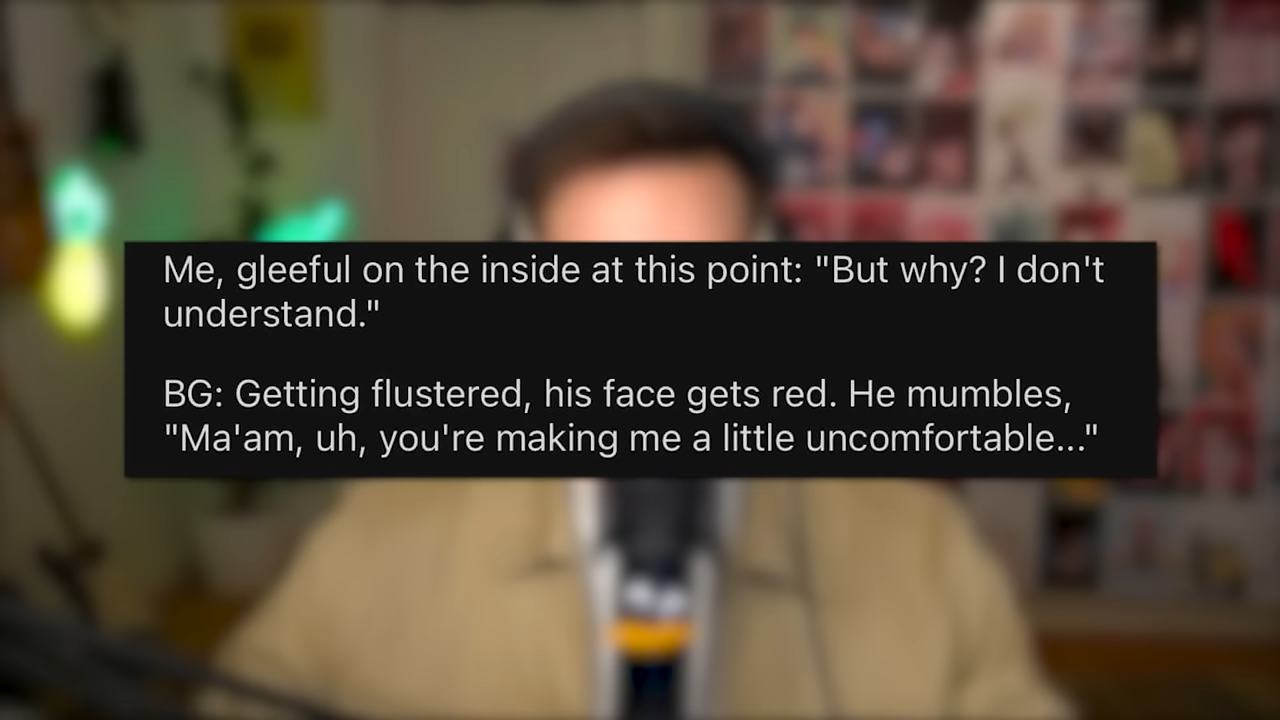 Me, gleeful on the inside at this point: "But why? I don't
understand."
BG: Getting flustered, his face gets red. He mumbles,
"Ma'am, uh, you're making me a little uncomfortable..."